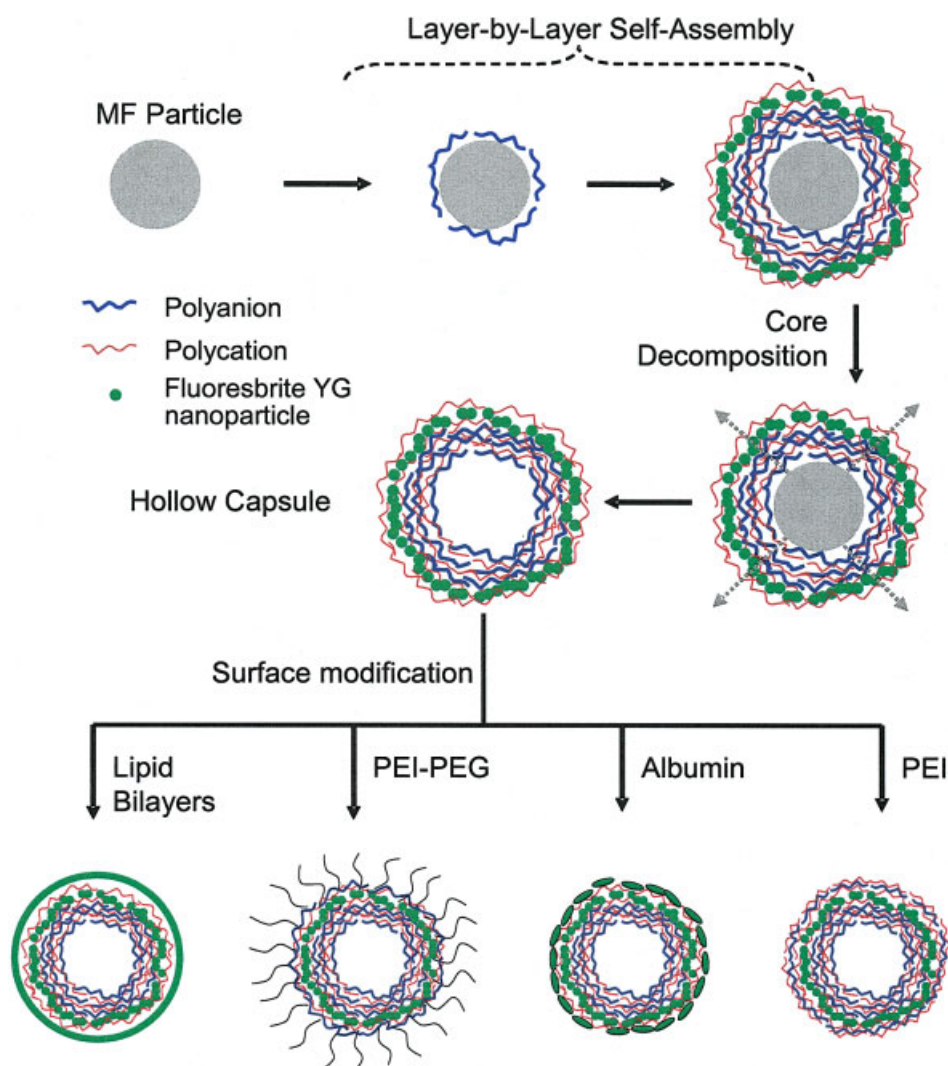 Layer-by-Layer Self-Assembly
MF Particle
Polyanion
Polycation
Fluoresbrite YG
nanoparticle
Core
Decomposition
Hollow Capsule
Surface modification
Lipid
Bilayers
PEI-PEG
Albumin
PEI